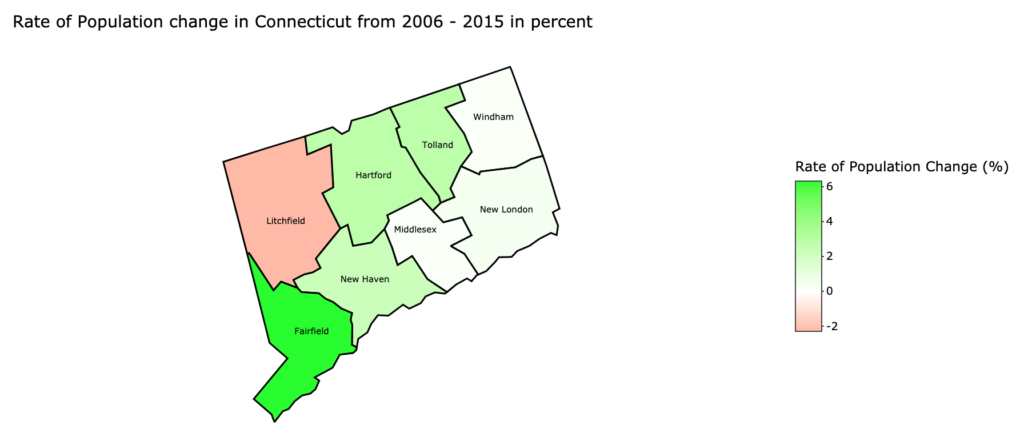 Rate of Population change in Connecticut from 2006 - 2015 in percent
Windham
Tolland
Hartford
Litchfield
New London
Middlesex
New Haven
Fairfield
Rate of Population Change (%)
6
4
2
0
-2